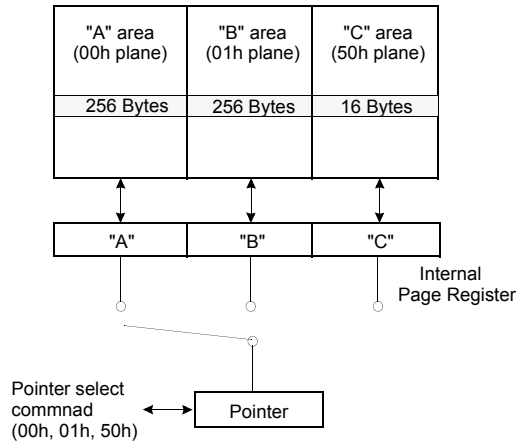 "A" area
(00h plane)
"B" area
(01h plane)
"C" area
(50h plane)
256 Bytes
256 Bytes
16 Bytes
"A"
"B"
"C"
Internal
Page Register
Pointer select
commnad
(00h, 01h, 50h)
Pointer